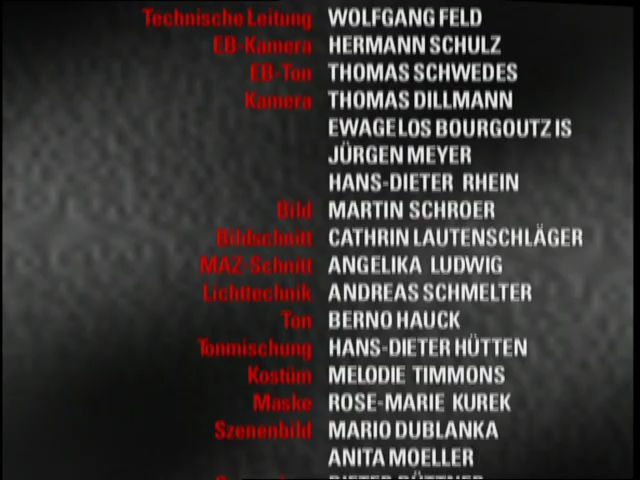 Technische Leitung WOLFGANG FELD
EB-Kamera HERMANN SCHULZ
EB-Ton THOMAS SCHWEDES
Kamera THOMAS DILLMANN
EWAGELOS BOURGOUTZIS
JÜRGEN MEYER
HANS-DIETER RHEIN
Bild MARTIN SCHROER
Bildschnitt CATHRIN LAUTENSCHLÄGER
MAZ-Schnitt ANGELIKA LUDWIG
Lichttechnik ANDREAS SCHMELTER
Ton BERNO HAUCK
Tonmischung HANS-DIETER HÜTTEN
Kostüm MELODIE TIMMONS
Maske ROSE-MARIE KUREK
Szenenbild MARIO DUBLANKA
ANITA MOELLER